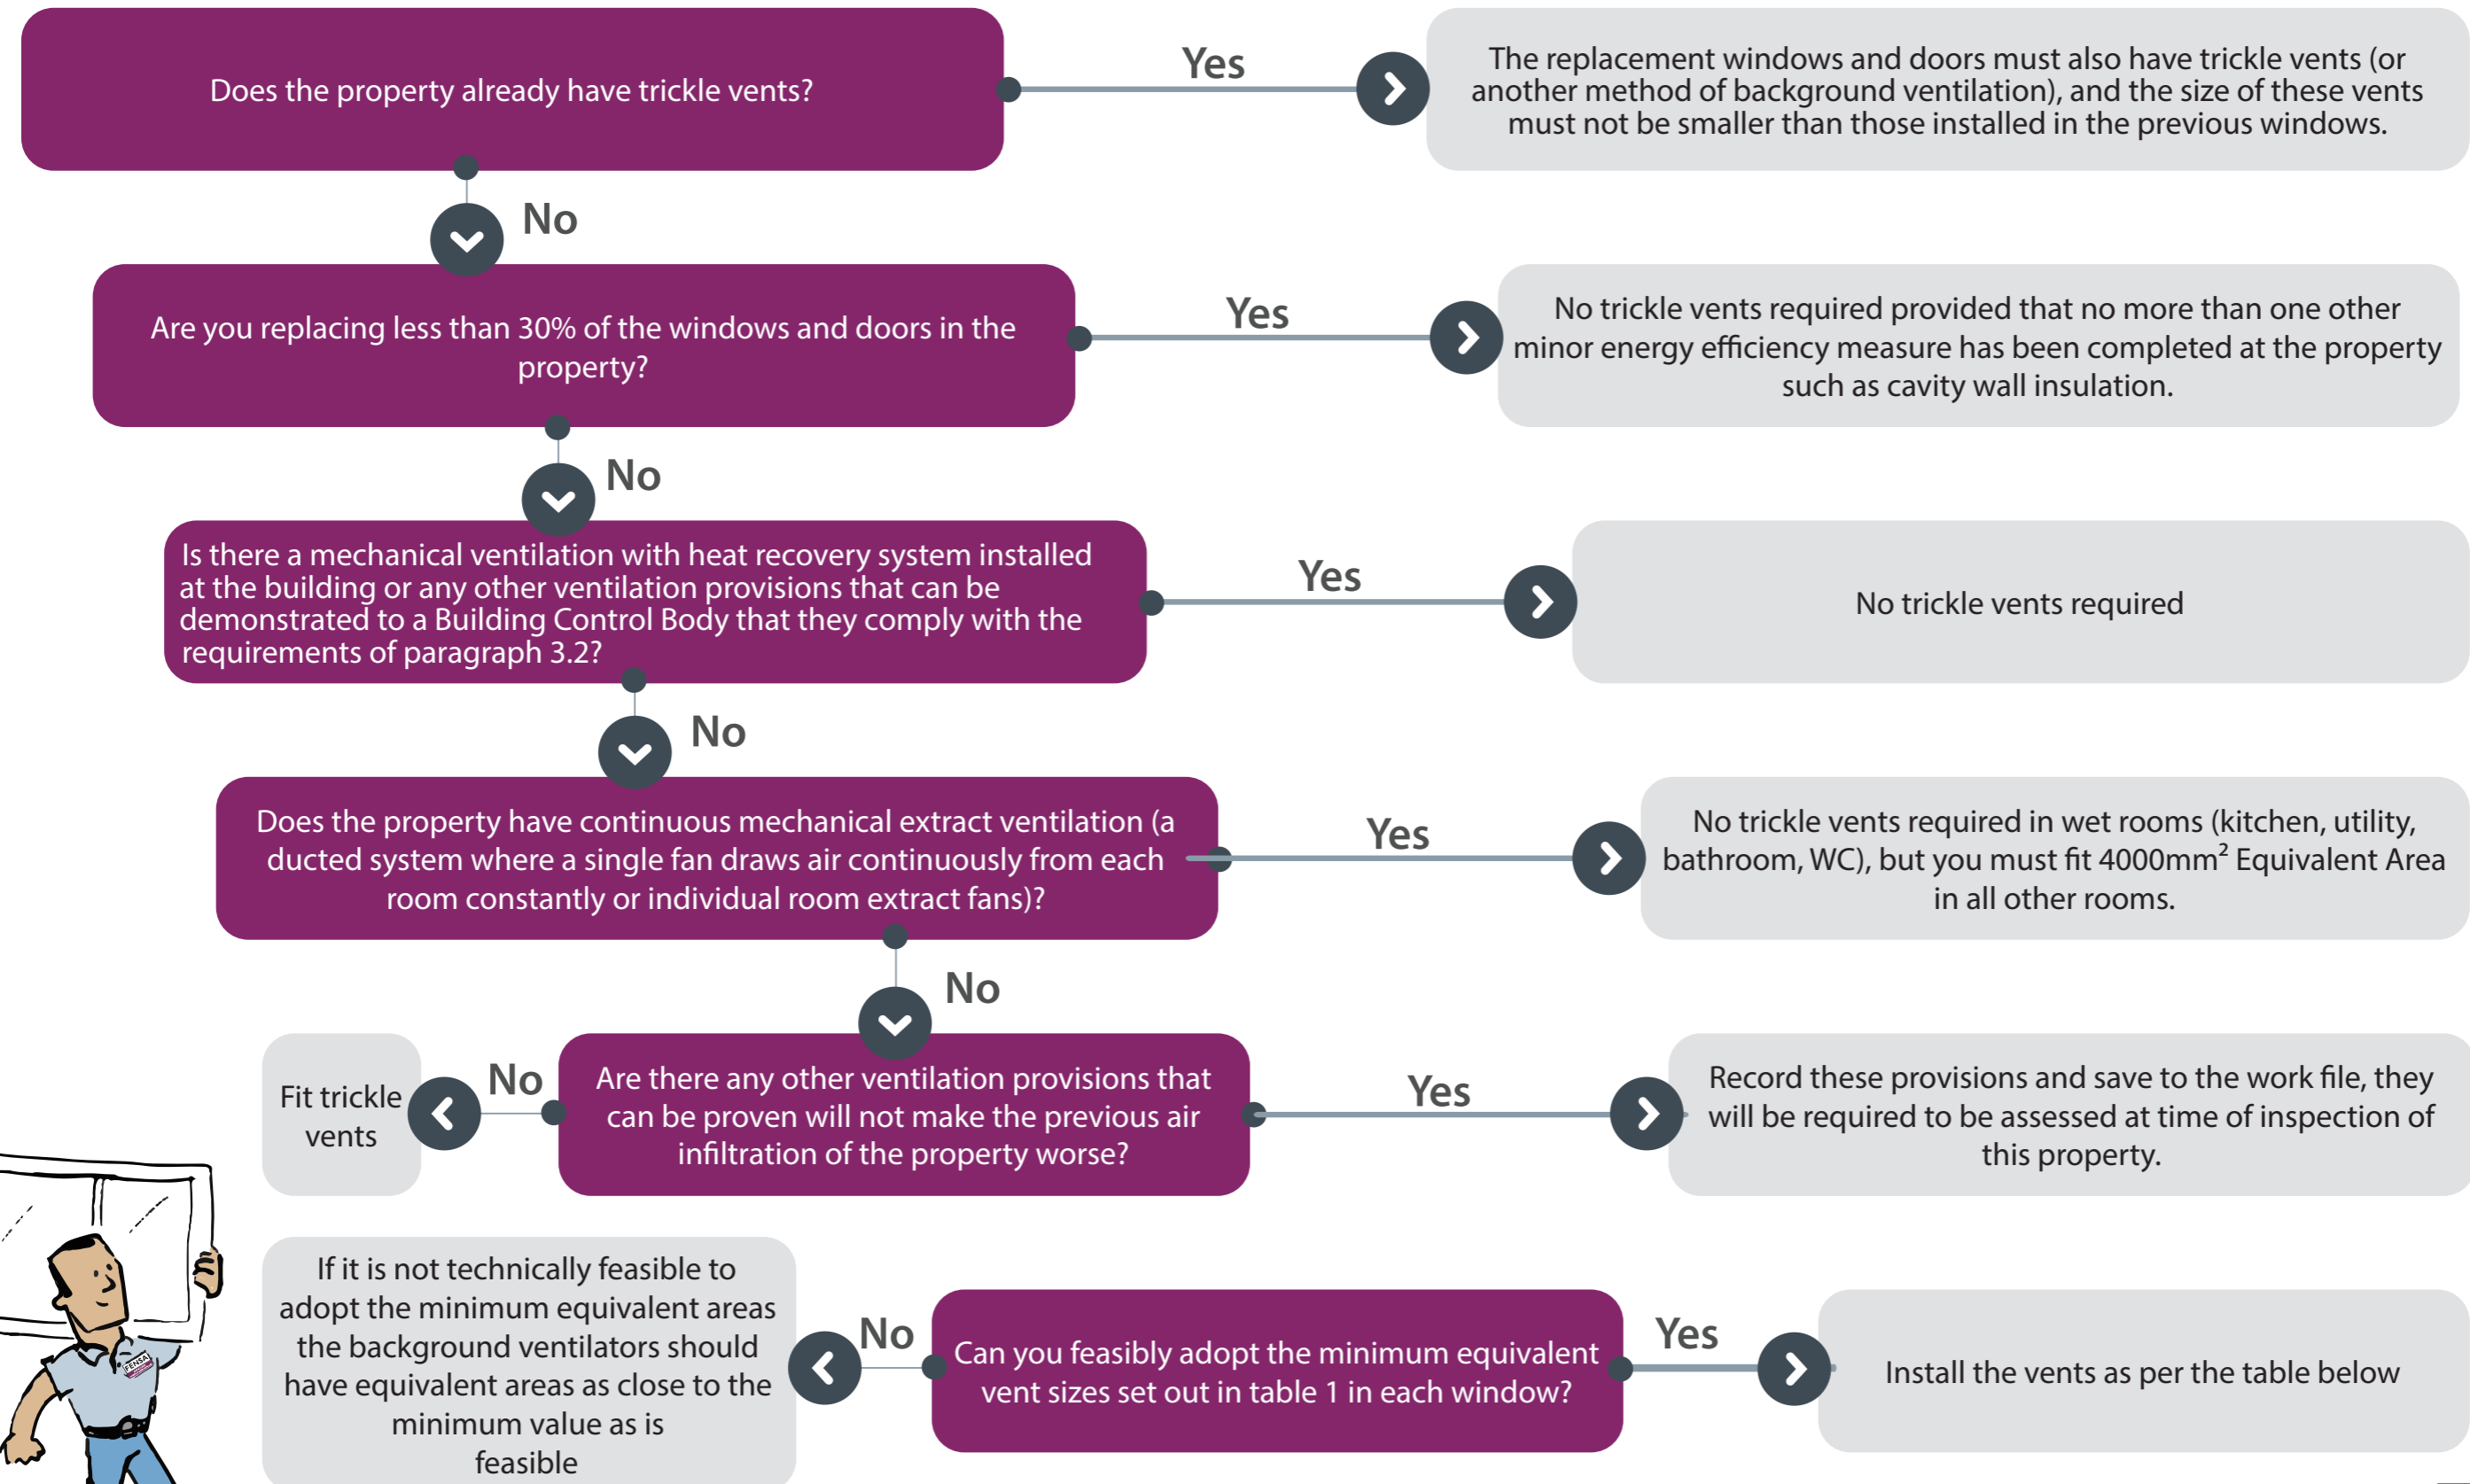 Does the property already have trickle vents?
Yes
The replacement windows and doors must also have trickle vents (or
another method of background ventilation), and the size of these vents
must not be smaller than those installed in the previous windows.
No
Are you replacing less than 30% of the windows and doors in the
property?
Yes
No trickle vents required provided that no more than one other
minor energy efficiency measure has been completed at the property
such as cavity wall insulation.
No
Is there a mechanical ventilation with heat recovery system installed
at the building or any other ventilation provisions that can be
demonstrated to a Building Control Body that they comply with the
requirements of paragraph 3.2?
Yes
No trickle vents required
No
Does the property have continuous mechanical extract ventilation (a
ducted system where a single fan draws air continuously from each
room constantly or individual room extract fans)?
Yes
No trickle vents required in wet rooms (kitchen, utility,
bathroom, WC), but you must fit 4000mm² Equivalent Area
in all other rooms.
No
Fit trickle
vents
No
Are there any other ventilation provisions that
can be proven will not make the previous air
infiltration of the property worse?
Yes
Record these provisions and save to the work file, they
will be required to be assessed at time of inspection of
this property.
If it is not technically feasible to
adopt the minimum equivalent areas
the background ventilators should
have equivalent areas as close to the
minimum value as is
feasible
No
Can you feasibly adopt the minimum equivalent
vent sizes set out in table 1 in each window?
Yes
Install the vents as per the table below
FENSA